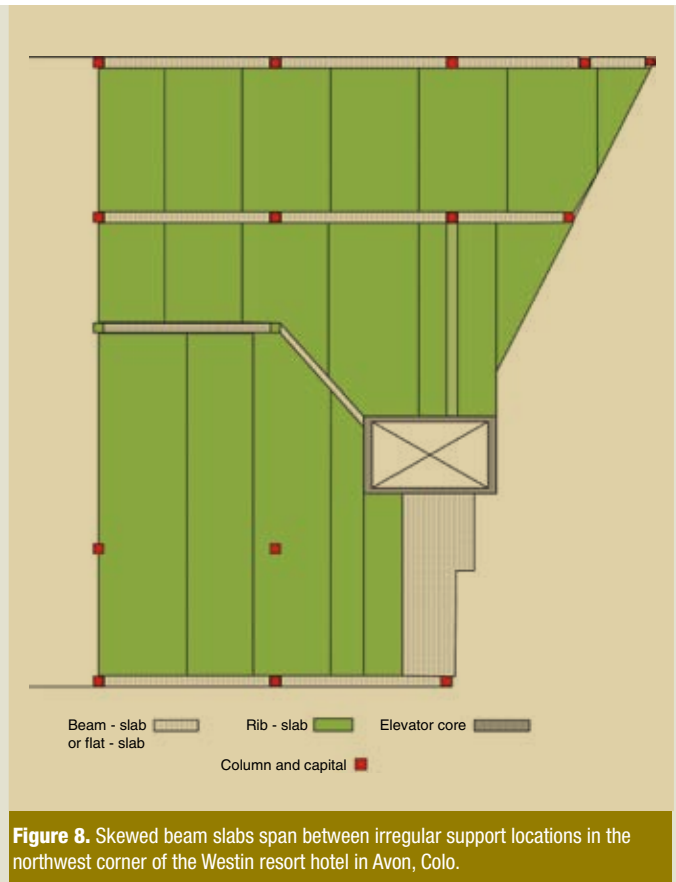 Beam - slab
or flat - slab
Rib - slab
Elevator core
Column and capital
Figure 8. Skewed beam slabs span between irregular support locations in the
northwest corner of the Westin resort hotel in Avon, Colo.